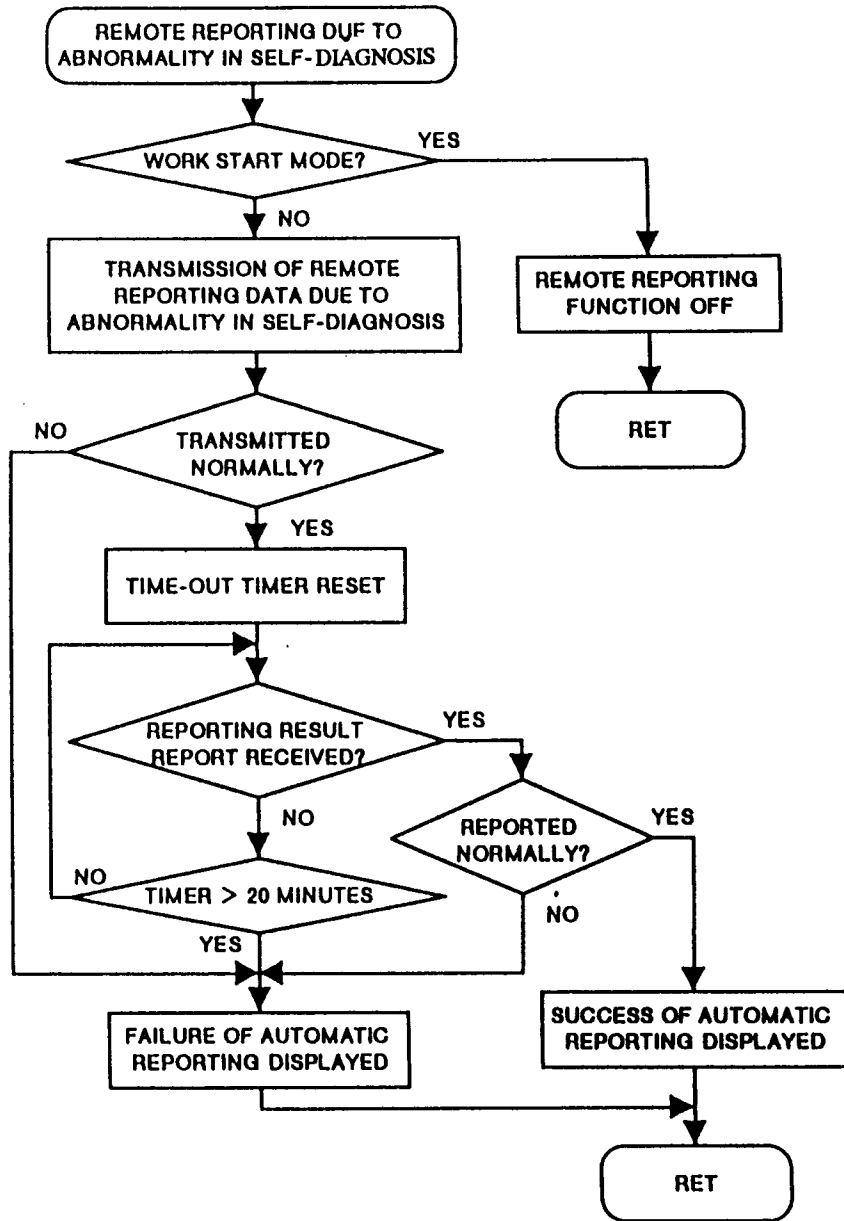 REMOTE REPORTING DUF TO
ABNORMALITY IN SELF-DIAGNOSIS
WORK START MODE?
YES
NO
TRANSMISSION OF REMOTE
REPORTING DATA DUE TO
ABNORMALITY IN SELF-DIAGNOSIS
REMOTE REPORTING
FUNCTION OFF
RET
NO
TRANSMITTED
NORMALLY?
YES
TIME-OUT TIMER RESET
REPORTING RESULT
REPORT RECEIVED?
YES
NO
REPORTED
NORMALLY?
YES
NO
NO
TIMER > 20 MINUTES
YES
FAILURE OF AUTOMATIC
REPORTING DISPLAYED
SUCCESS OF AUTOMATIC
REPORTING DISPLAYED
RET